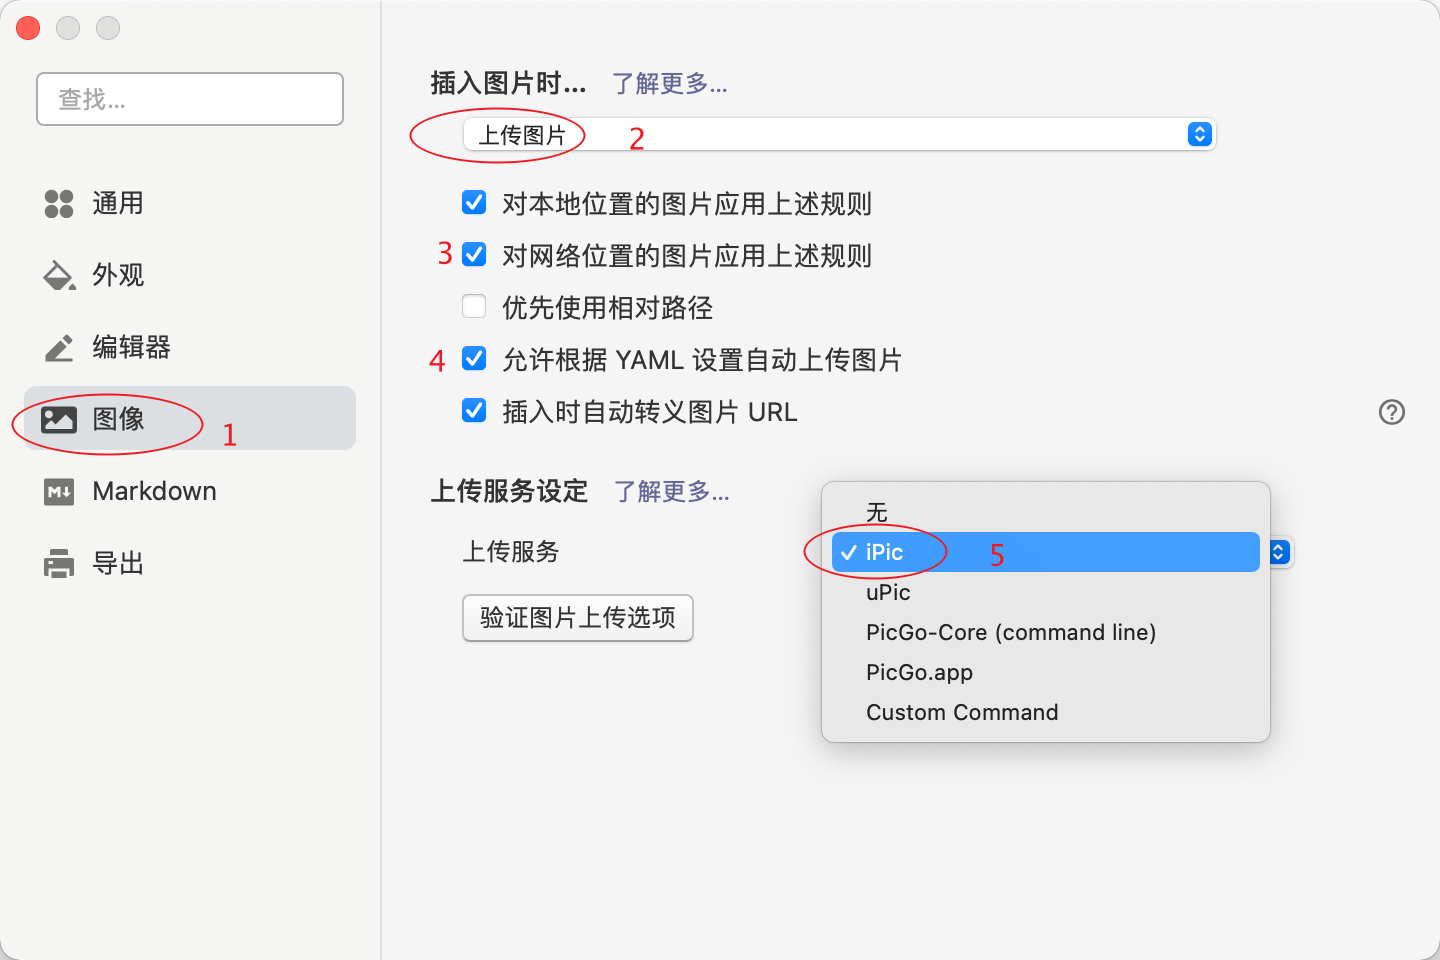 查找...
通用
外观
编辑器
图像 1
Markdown
导出
插入图片时... 了解更多...
上传图片 2
对本地位置的图片应用上述规则
3 对网络位置的图片应用上述规则
优先使用相对路径
4 允许根据 YAML 设置自动上传图片
插入时自动转义图片 URL
上传服务设定 了解更多...
上传服务
验证图片上传选项
无
iPic 5
uPic
PicGo-Core (command line)
PicGo.app
Custom Command